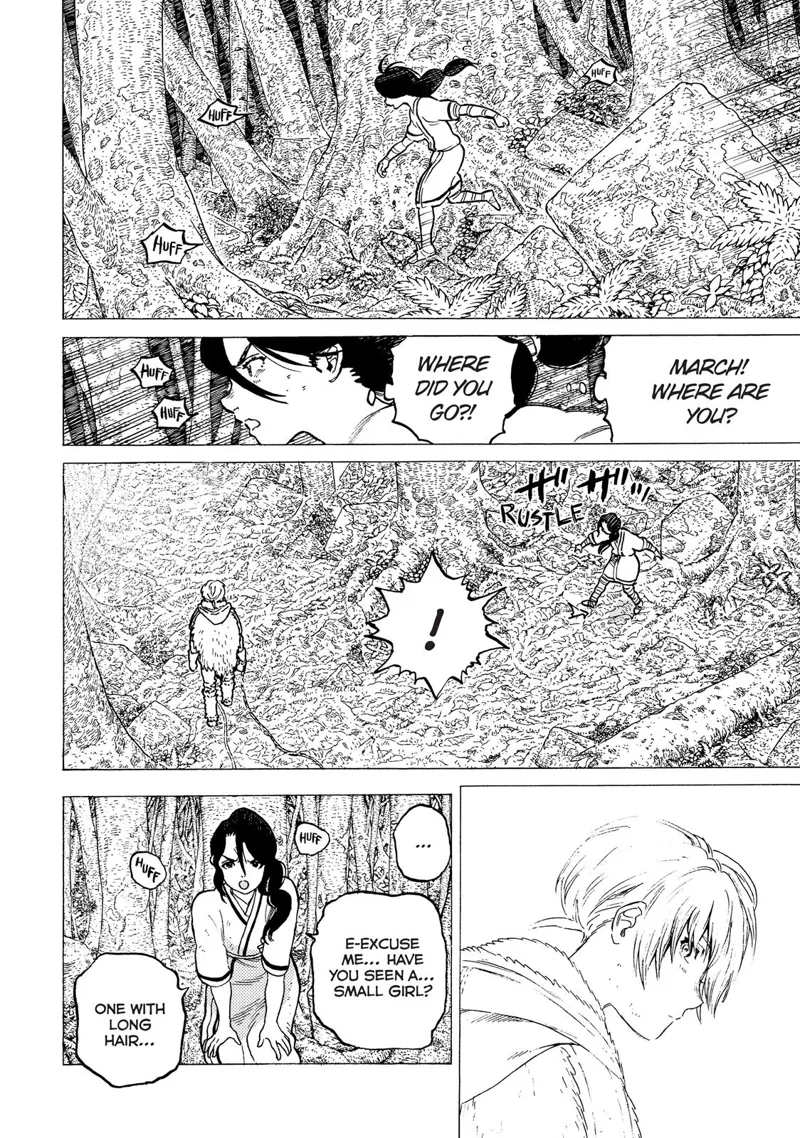 HUFF
HUFF
HUFF
MARCH!
WHERE ARE
YOU?
WHERE
DID YOU
GO?!
HUFF
HUFF
RUSTLE
!
...
HUFF
E-EXCUSE
ME... HAVE
YOU SEEN A...
SMALL GIRL?
HUFF
ONE WITH
LONG
HAIR...